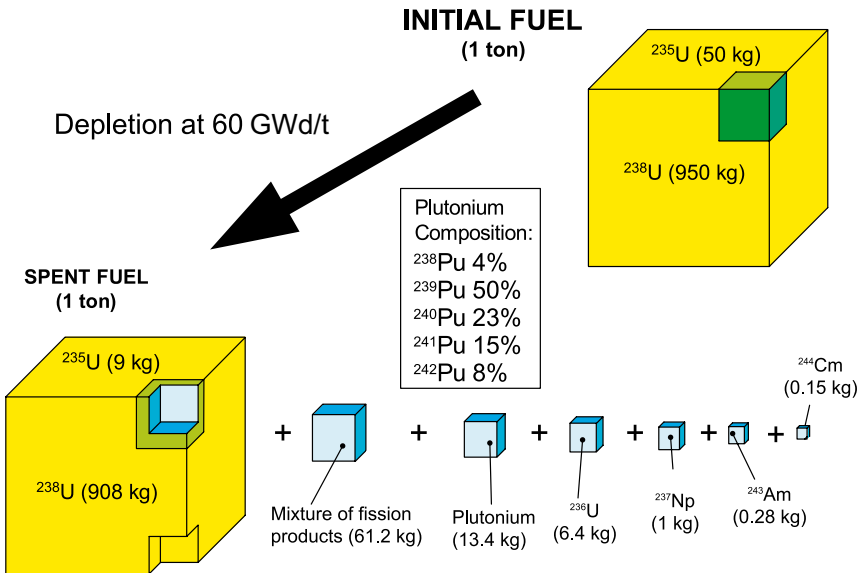 INITIAL FUEL
(1 ton)
²³⁵U (50 kg)
²³⁸U (950 kg)
Depletion at 60 GWd/t
Plutonium
Composition:
²³⁸Pu 4%
²³⁹Pu 50%
²⁴⁰Pu 23%
²⁴¹Pu 15%
²⁴²Pu 8%
SPENT FUEL
(1 ton)
²³⁵U (9 kg)
²³⁸U (908 kg)
+
Mixture of fission
products (61.2 kg)
+
Plutonium
(13.4 kg)
+
²³⁶U
(6.4 kg)
+
²³⁷Np
(1 kg)
+
²⁴³Am
(0.28 kg)
+
²⁴⁴Cm
(0.15 kg)